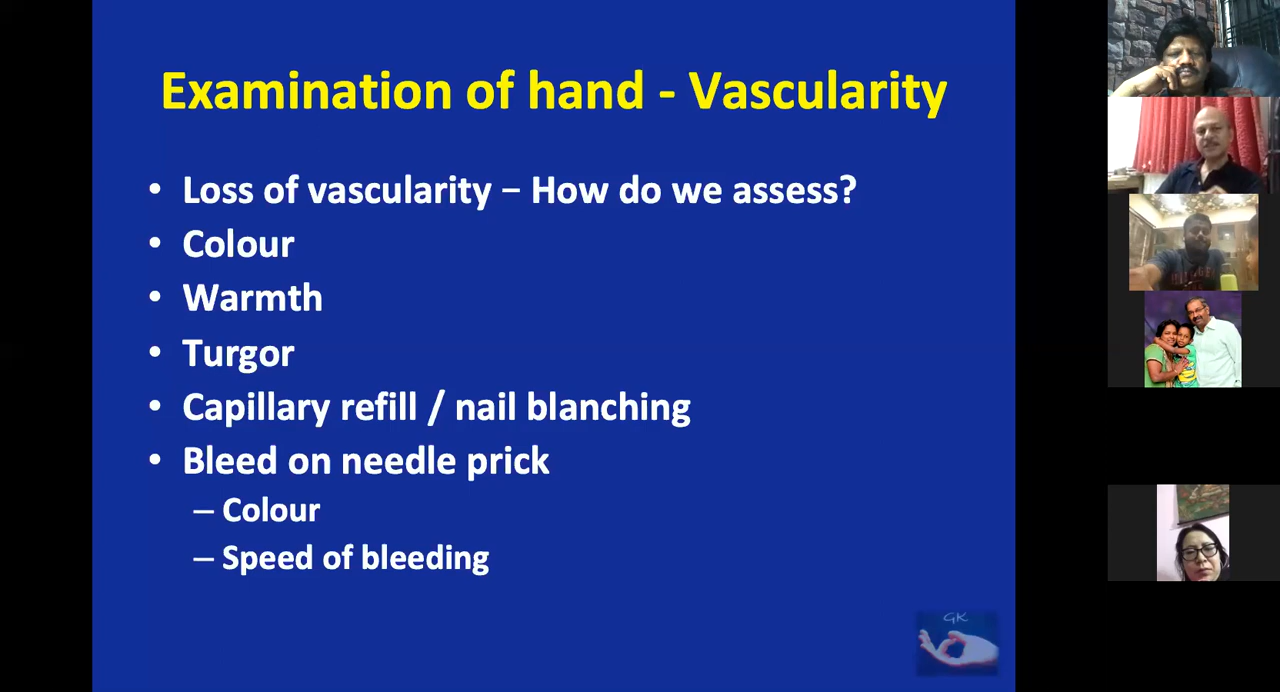 Examination of hand - Vascularity
• Loss of vascularity – How do we assess?
• Colour
• Warmth
• Turgor
• Capillary refill / nail blanching
• Bleed on needle prick
– Colour
– Speed of bleeding
GK